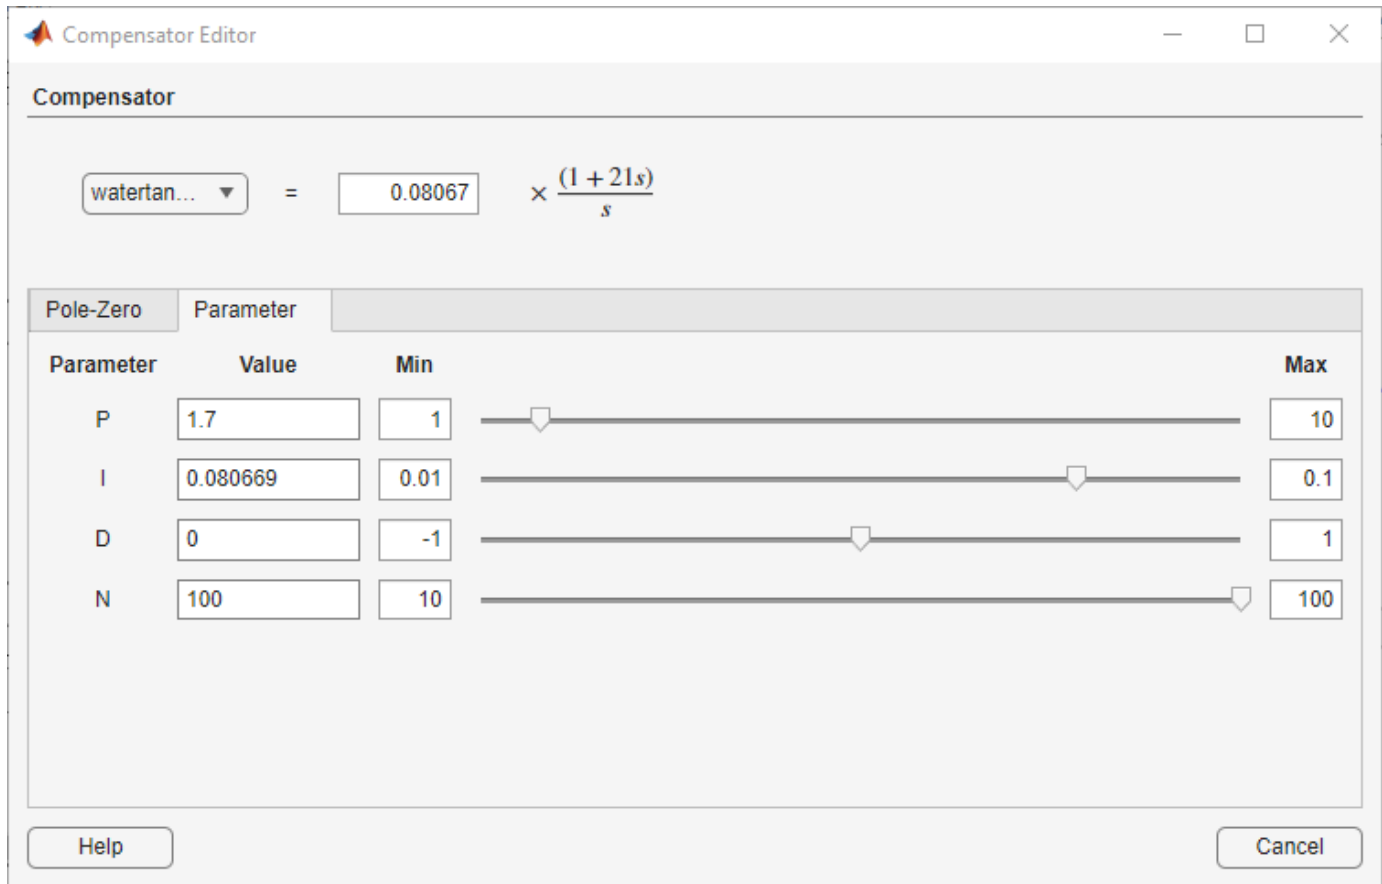 Compensator Editor
Compensator
watertan... = 0.08067 × (1 + 21s)
s
Pole-Zero Parameter
Parameter Value Min Max
P 1.7 1 10
I 0.080669 0.01 0.1
D 0 -1 1
N 100 10 100
Help Cancel